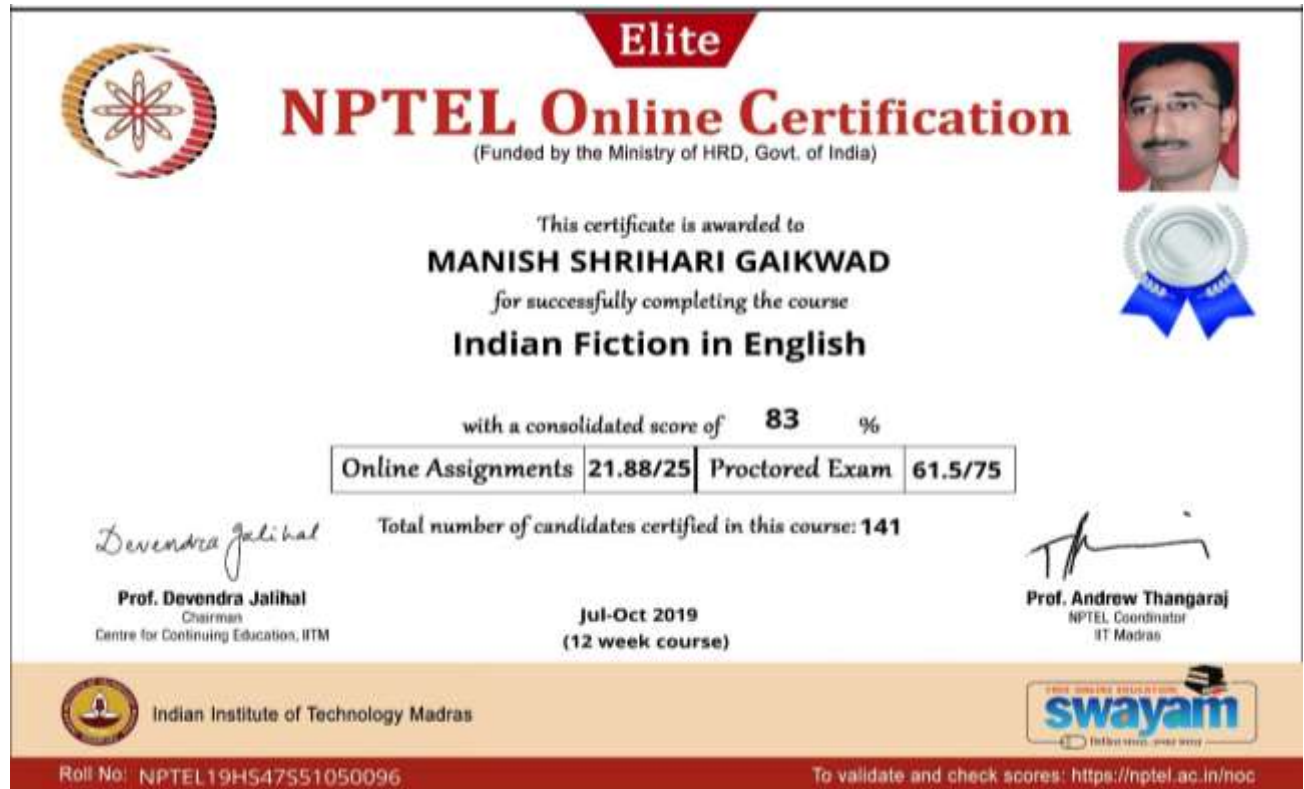 Elite
NPTEL Online Certification
(Funded by the Ministry of HRD, Govt. of India)
This certificate is awarded to
MANISH SHRIHARI GAIKWAD
for successfully completing the course
Indian Fiction in English
with a consolidated score of 83 %
Online Assignments 21.88/25 Proctored Exam 61.5/75
Total number of candidates certified in this course: 141
Devendra Jalihal
Prof. Devendra Jalihal
Chairman
Centre for Continuing Education, IITM
Jul-Oct 2019
(12 week course)
Prof. Andrew Thangaraj
NPTEL Coordinator
IIT Madras
Indian Institute of Technology Madras
FREE ONLINE EDUCATION
swayam
Roll No: NPTEL19HS47S51050096
To validate and check scores: https://nptel.ac.in/noc